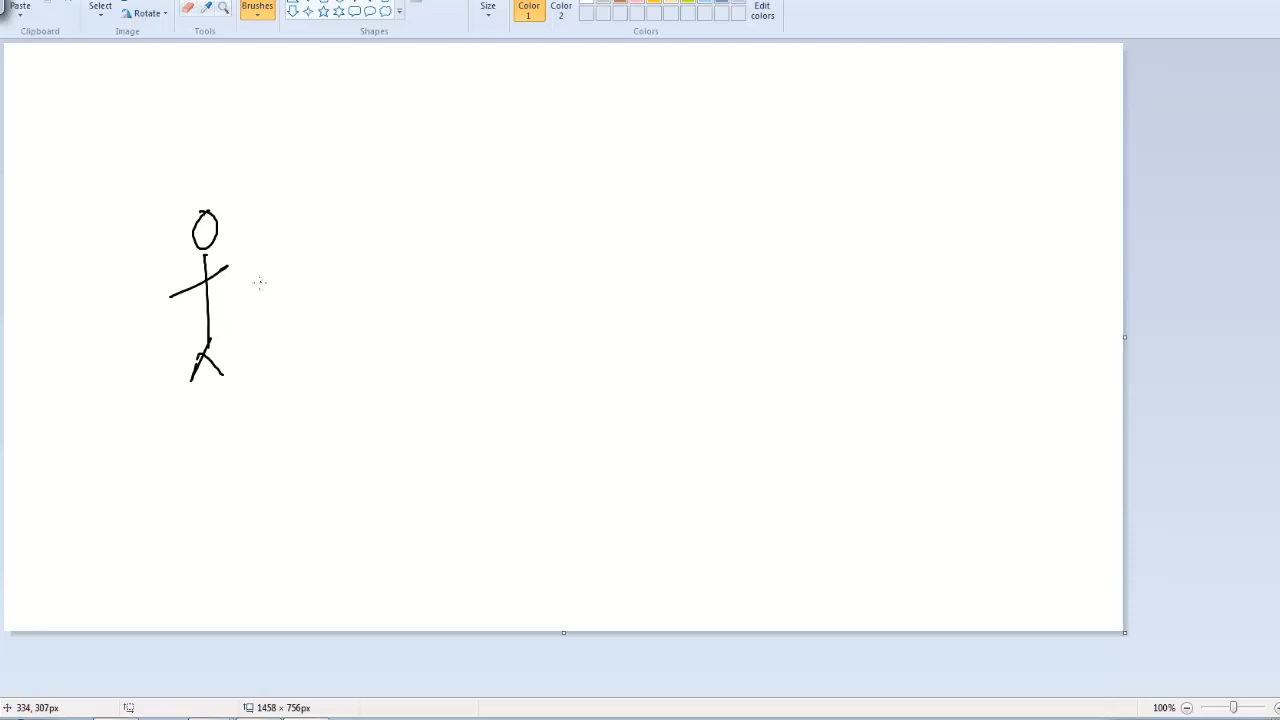 Paste
Select
Rotate
Brushes
Size
Color
1
Color
2
Edit
colors
Clipboard
Image
Tools
Shapes
Colors
334, 307px
1458 × 756px
100%